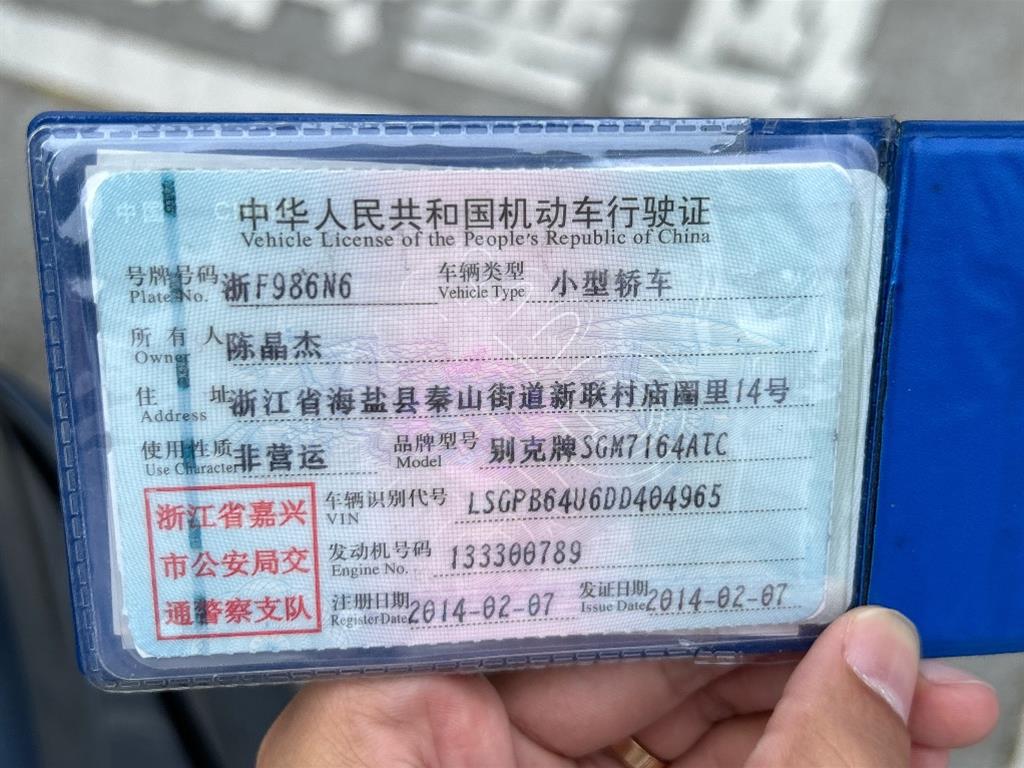 中华人民共和国机动车行驶证
Vehicle License of the People's Republic of China
号牌号码 浙F986N6 车辆类型 小型轿车
Plate No. Vehicle Type
所有人 陈晶杰
Owner
住址 浙江省海盐县秦山街道新联村庙圈里14号
Address
使用性质 非营运 品牌型号 别克牌SGM7164ATC
Use Character Model
浙江省嘉兴
市公安局交
通警察支队
车辆识别代号 LSGPB64U6DD404965
VIN
发动机号码 133300789
Engine No.
注册日期 2014-02-07 发证日期 2014-02-07
Register Date Issue Date